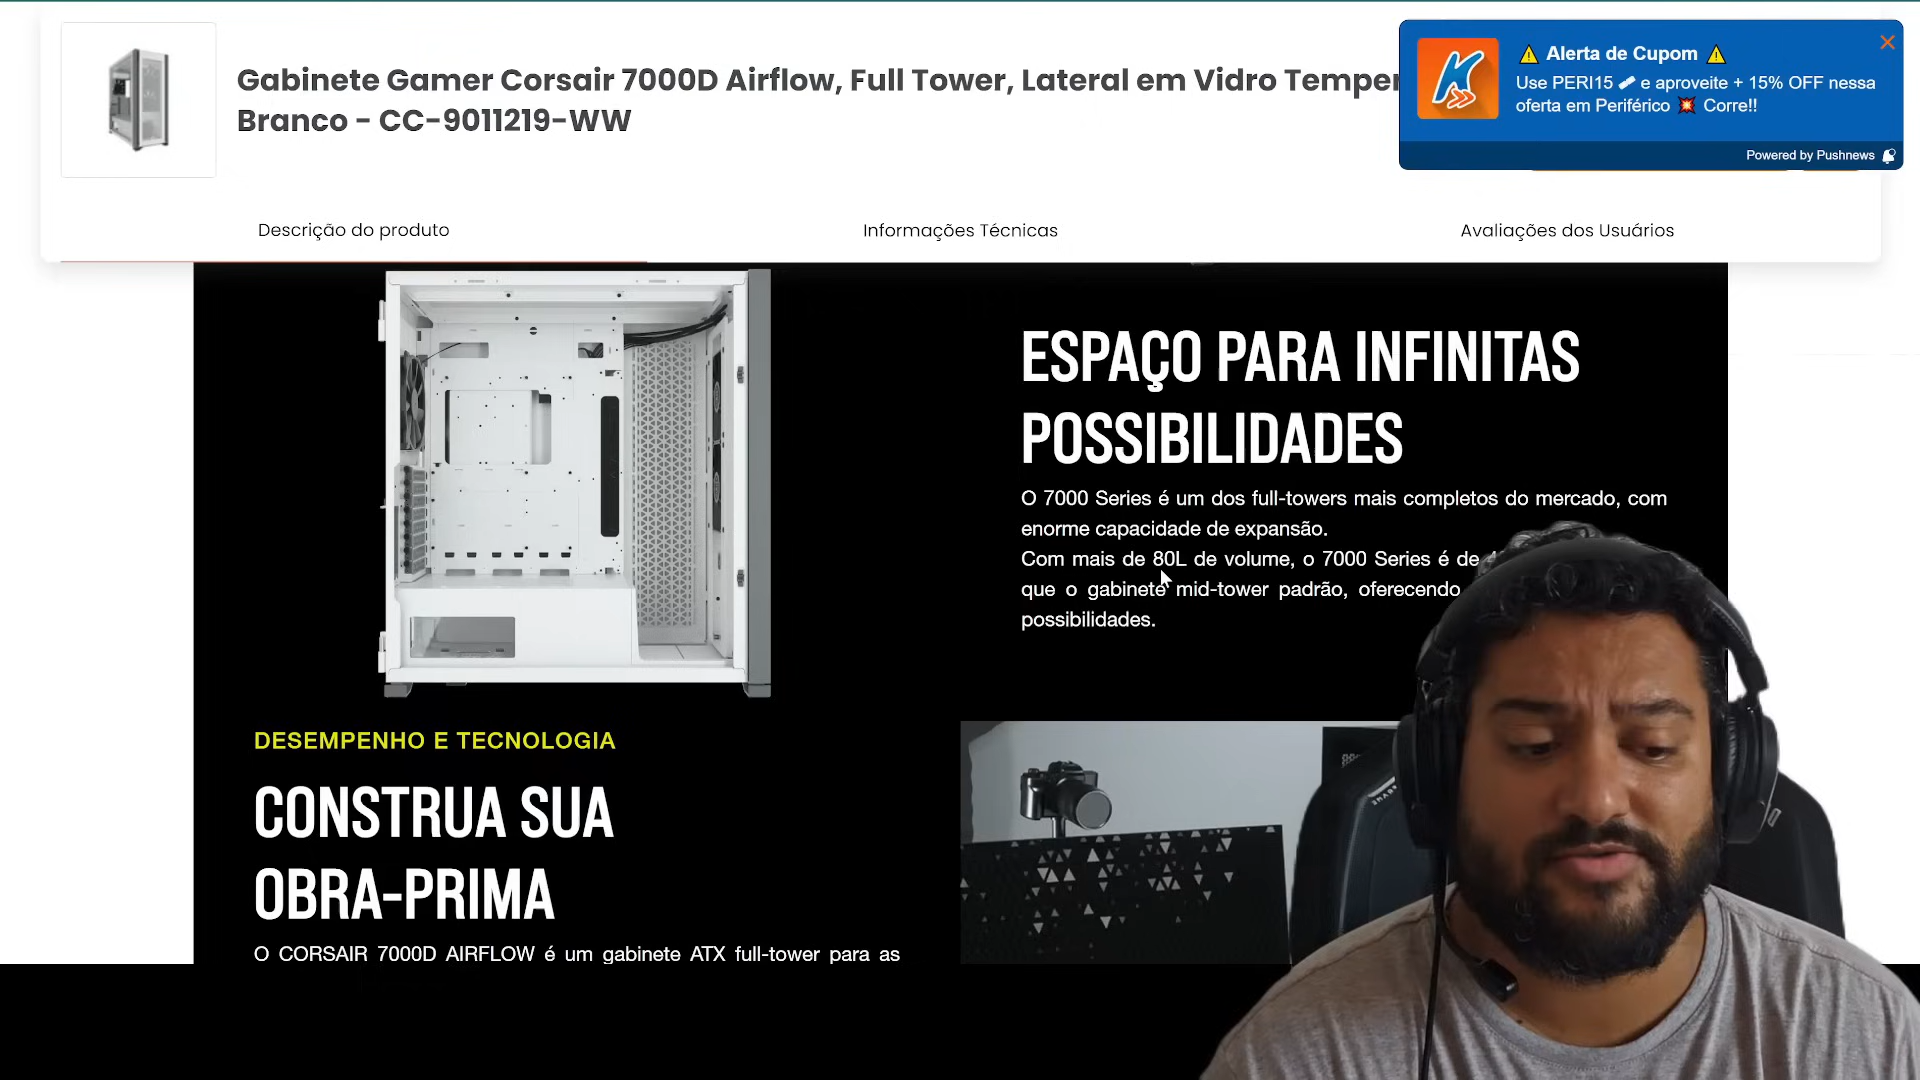 Gabinete Gamer Corsair 7000D Airflow, Full Tower, Lateral em Vidro
Branco - CC-9011219-WW
⚠ Alerta de Cupom ⚠
Use PERI15 e aproveite + 15% OFF nessa
oferta em Periférico 💥 Corre!!
Powered by Pushnews
Descrição do produto
Informações Técnicas
Avaliações dos Usuários
ESPAÇO PARA INFINITAS
POSSIBILIDADES
O 7000 Series é um dos full-towers mais completos do mercado, com
enorme capacidade de expansão.
Com mais de 80L de volume, o 7000 Series é de
que o gabinete mid-tower padrão, oferecendo
possibilidades.
DESEMPENHO E TECNOLOGIA
CONSTRUA SUA
OBRA-PRIMA
O CORSAIR 7000D AIRFLOW é um gabinete ATX full-tower para as